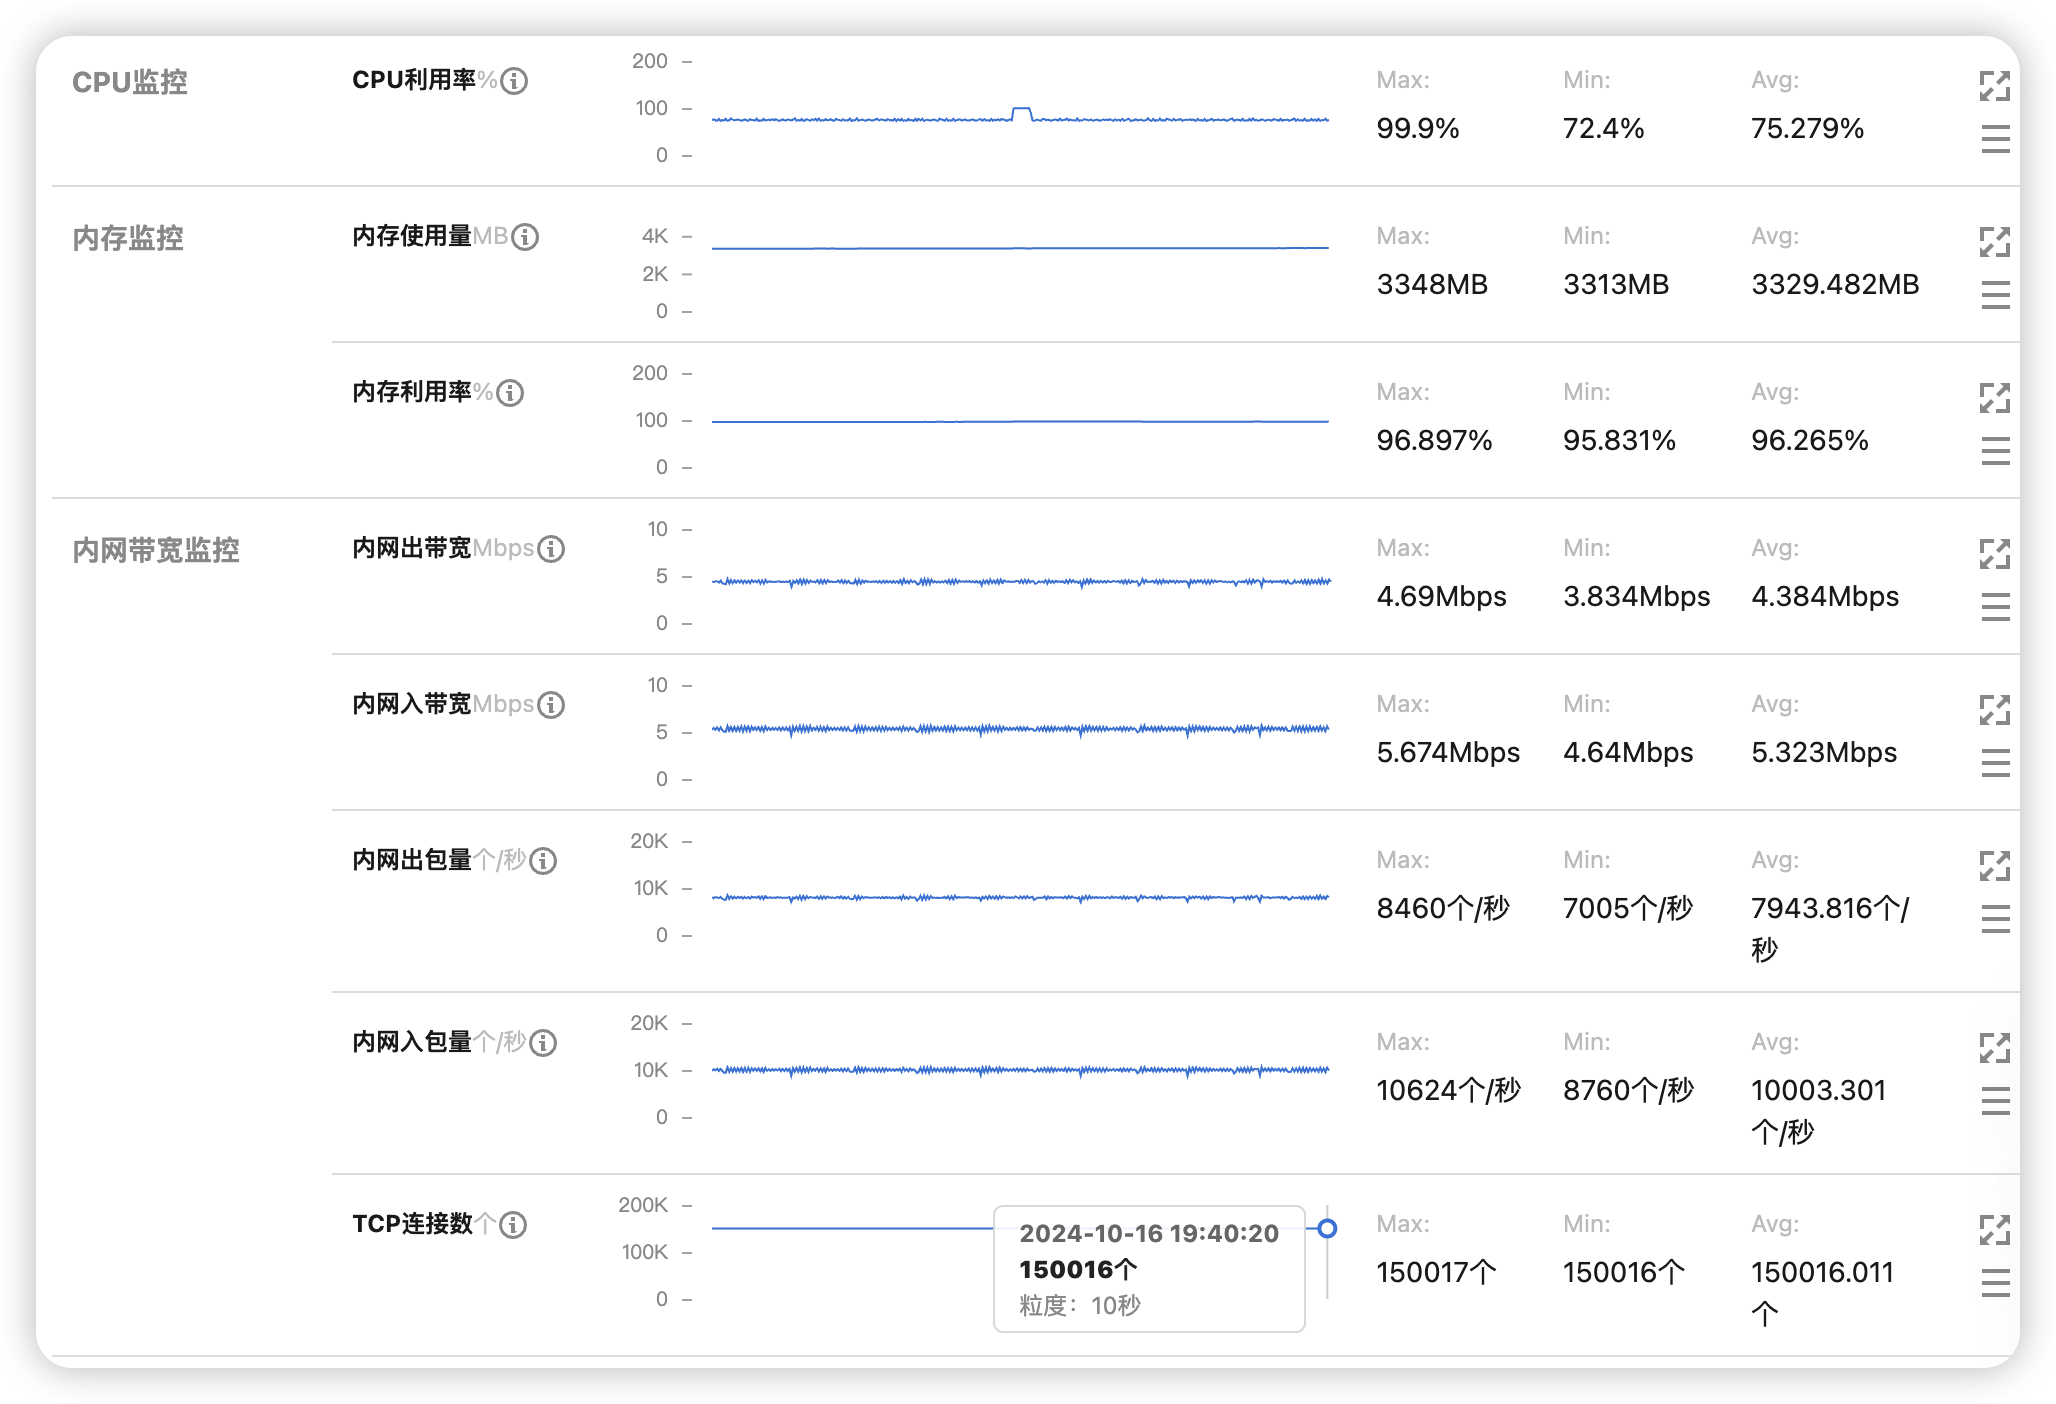 CPU监控
CPU利用率%
200
100
0
Max:
Min:
Avg:
99.9%
72.4%
75.279%
内存监控
内存使用量MB
4K
2K
0
Max:
Min:
Avg:
3348MB
3313MB
3329.482MB
内存利用率%
200
100
0
Max:
Min:
Avg:
96.897%
95.831%
96.265%
内网带宽监控
内网出带宽Mbps
10
5
0
Max:
Min:
Avg:
4.69Mbps
3.834Mbps
4.384Mbps
内网入带宽Mbps
10
5
0
Max:
Min:
Avg:
5.674Mbps
4.64Mbps
5.323Mbps
内网出包量个/秒
20K
10K
0
Max:
Min:
Avg:
8460个/秒
7005个/秒
7943.816个/
秒
内网入包量个/秒
20K
10K
0
Max:
Min:
Avg:
10624个/秒
8760个/秒
10003.301
个/秒
TCP连接数个
200K
100K
0
2024-10-16 19:40:20
150016个
粒度：10秒
Max:
Min:
Avg:
150017个
150016个
150016.011
个